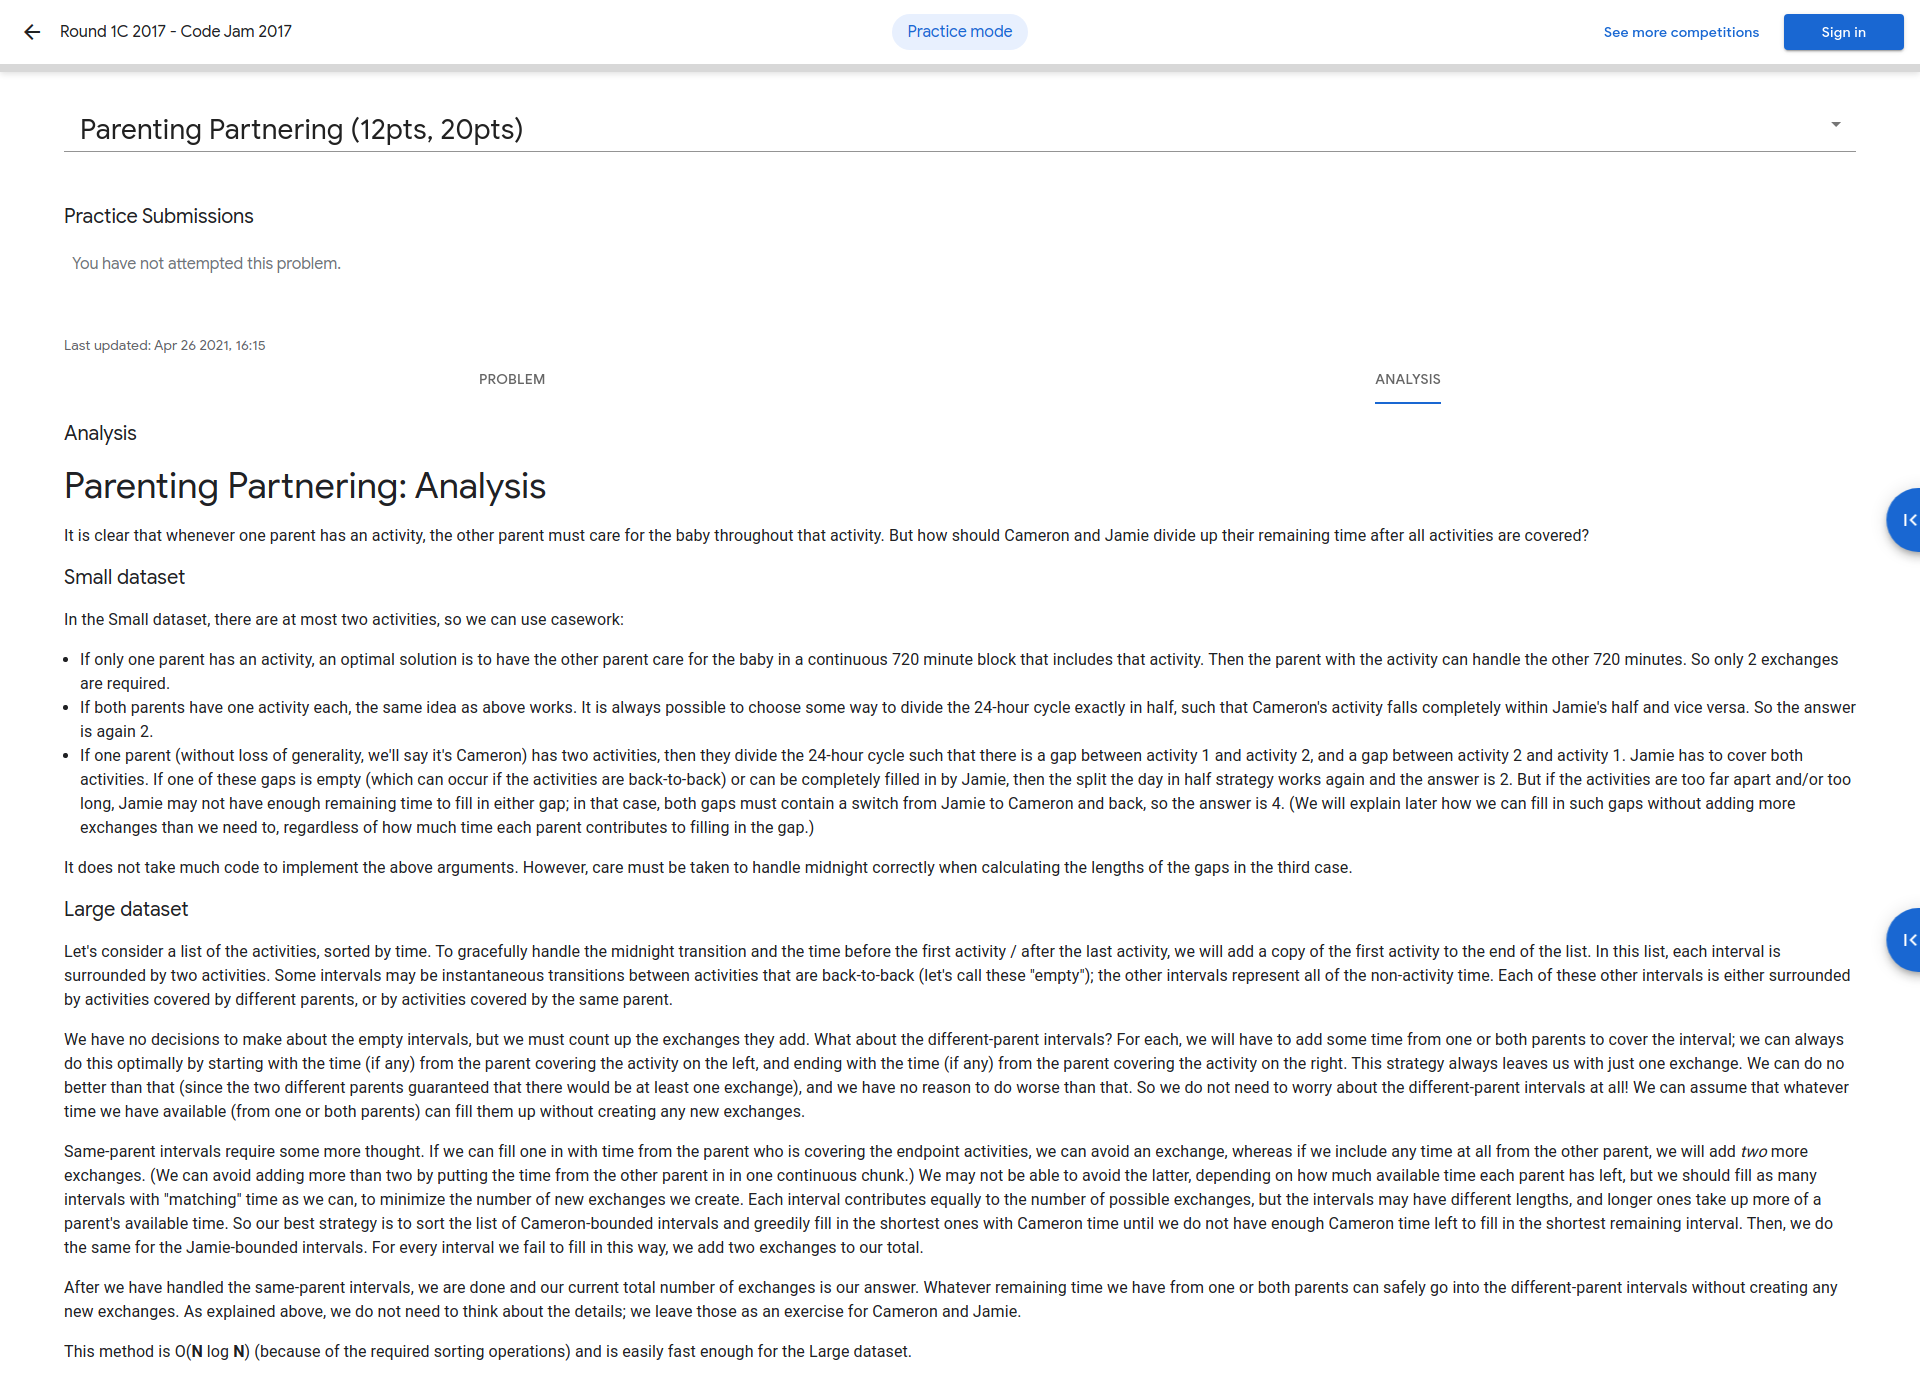 Round 1C 2017 - Code Jam 2017
Practice mode
See more competitions
Sign in
Parenting Partnering (12pts, 20pts)
Practice Submissions
You have not attempted this problem.
Last updated: Apr 26 2021, 16:15
PROBLEM
ANALYSIS
Analysis
Parenting Partnering: Analysis
It is clear that whenever one parent has an activity, the other parent must care for the baby throughout that activity. But how should Cameron and Jamie divide up their remaining time after all activities are covered?
Small dataset
In the Small dataset, there are at most two activities, so we can use casework:
• If only one parent has an activity, an optimal solution is to have the other parent care for the baby in a continuous 720 minute block that includes that activity. Then the parent with the activity can handle the other 720 minutes. So only 2 exchanges
are required.
• If both parents have one activity each, the same idea as above works. It is always possible to choose some way to divide the 24-hour cycle exactly in half, such that Cameron's activity falls completely within Jamie's half and vice versa. So the answer
is again 2.
• If one parent (without loss of generality, we'll say it's Cameron) has two activities, then they divide the 24-hour cycle such that there is a gap between activity 1 and activity 2, and a gap between activity 2 and activity 1. Jamie has to cover both
activities. If one of these gaps is empty (which can occur if the activities are back-to-back) or can be completely filled in by Jamie, then the split the day in half strategy works again and the answer is 2. But if the activities are too far apart and/or too
long, Jamie may not have enough remaining time to fill in either gap; in that case, both gaps must contain a switch from Jamie to Cameron and back, so the answer is 4. (We will explain later how we can fill in such gaps without adding more
exchanges than we need to, regardless of how much time each parent contributes to filling in the gap.)
It does not take much code to implement the above arguments. However, care must be taken to handle midnight correctly when calculating the lengths of the gaps in the third case.
Large dataset
Let's consider a list of the activities, sorted by time. To gracefully handle the midnight transition and the time before the first activity / after the last activity, we will add a copy of the first activity to the end of the list. In this list, each interval is
surrounded by two activities. Some intervals may be instantaneous transitions between activities that are back-to-back (let's call these "empty"); the other intervals represent all of the non-activity time. Each of these other intervals is either surrounded
by activities covered by different parents, or by activities covered by the same parent.
We have no decisions to make about the empty intervals, but we must count up the exchanges they add. What about the different-parent intervals? For each, we will have to add some time from one or both parents to cover the interval; we can always
do this optimally by starting with the time (if any) from the parent covering the activity on the left, and ending with the time (if any) from the parent covering the activity on the right. This strategy always leaves us with just one exchange. We can do no
better than that (since the two different parents guaranteed that there would be at least one exchange), and we have no reason to do worse than that. So we do not need to worry about the different-parent intervals at all! We can assume that whatever
time we have available (from one or both parents) can fill them up without creating any new exchanges.
Same-parent intervals require some more thought. If we can fill one in with time from the parent who is covering the endpoint activities, we can avoid an exchange, whereas if we include any time at all from the other parent, we will add two more
exchanges. (We can avoid adding more than two by putting the time from the other parent in in one continuous chunk.) We may not be able to avoid the latter, depending on how much available time each parent has left, but we should fill as many
intervals with "matching" time as we can, to minimize the number of new exchanges we create. Each interval contributes equally to the number of possible exchanges, but the intervals may have different lengths, and longer ones take up more of a
parent's available time. So our best strategy is to sort the list of Cameron-bounded intervals and greedily fill in the shortest ones with Cameron time until we do not have enough Cameron time left to fill in the shortest remaining interval. Then, we do
the same for the Jamie-bounded intervals. For every interval we fail to fill in this way, we add two exchanges to our total.
After we have handled the same-parent intervals, we are done and our current total number of exchanges is our answer. Whatever remaining time we have from one or both parents can safely go into the different-parent intervals without creating any
new exchanges. As explained above, we do not need to think about the details; we leave those as an exercise for Cameron and Jamie.
This method is O(N log N) (because of the required sorting operations) and is easily fast enough for the Large dataset.